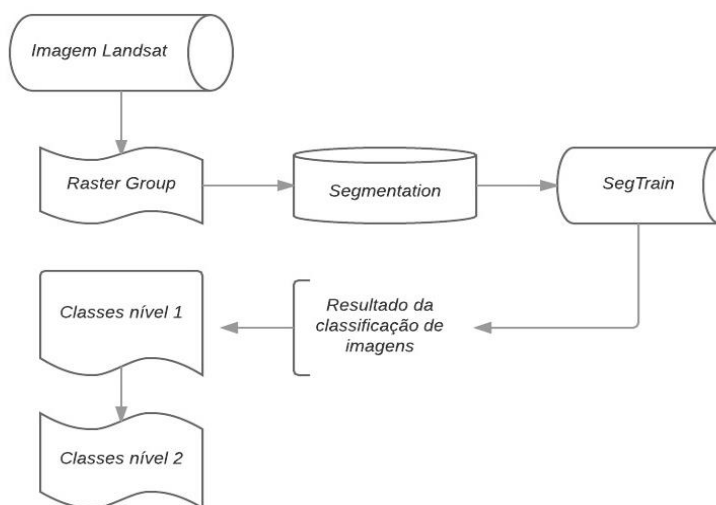 Imagem Landsat
Raster Group
Segmentation
SegTrain
Resultado da
classificação de
imagens
Classes nível 1
Classes nível 2